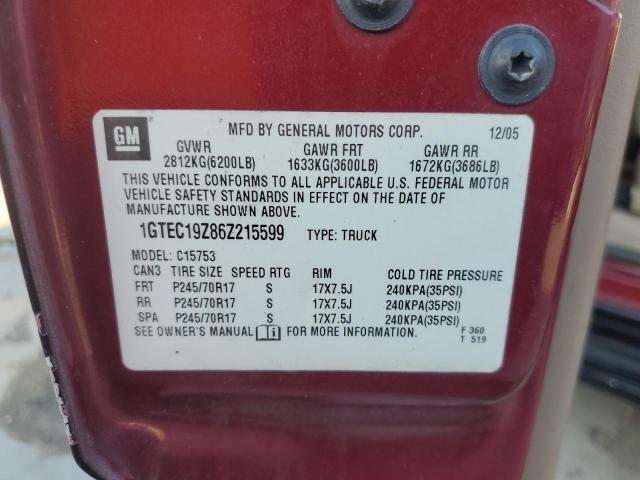 GM
MFD BY GENERAL MOTORS CORP. 12/05
GVWR GAWR FRT GAWR RR
2812KG(6200LB) 1633KG(3600LB) 1672KG(3686LB)
THIS VEHICLE CONFORMS TO ALL APPLICABLE U.S. FEDERAL MOTOR
VEHICLE SAFETY STANDARDS IN EFFECT ON THE DATE OF
MANUFACTURE SHOWN ABOVE.
1GTEC19Z86Z215599 TYPE: TRUCK
MODEL: C15753
CAN3 TIRE SIZE SPEED RTG RIM COLD TIRE PRESSURE
FRT P245/70R17 S 17X7.5J 240KPA(35PSI)
RR P245/70R17 S 17X7.5J 240KPA(35PSI)
SPA P245/70R17 S 17X7.5J 240KPA(35PSI)
SEE OWNER'S MANUAL FOR MORE INFORMATION. F 360
T 519